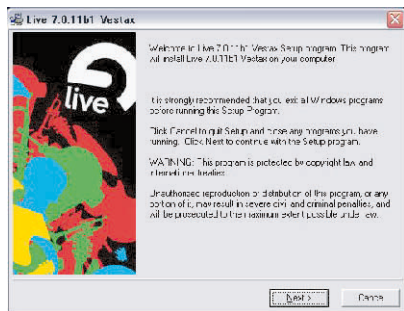 Live 7.0.11b1 Vestax
live
Welcome to Live 7.0.11b1 Vestax Setup program. This program
will install Live 7.0.11b1 Vestax on your computer.
It is strongly recommended that you exit all Windows programs
before running this Setup Program.
Click Cancel to quit Setup and close any programs you have
running. Click Next to continue with the Setup program.
WARNING: This program is protected by copyright law and
international treaties.
Unauthorized reproduction or distribution of this program, or any
portion of it, may result in severe civil and criminal penalties, and
will be prosecuted to the maximum extent possible under law.
Next >
Cancel